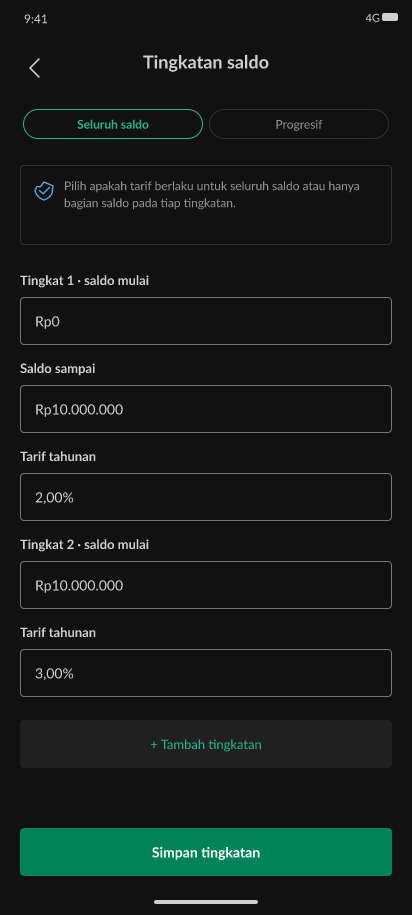 9:41
4G
Tingkatan saldo
Seluruh saldo
Progresif
Pilih apakah tarif berlaku untuk seluruh saldo atau hanya
bagian saldo pada tiap tingkatan.
Tingkat 1 · saldo mulai
Rp0
Saldo sampai
Rp10.000.000
Tarif tahunan
2,00%
Tingkat 2 · saldo mulai
Rp10.000.000
Tarif tahunan
3,00%
+ Tambah tingkatan
Simpan tingkatan